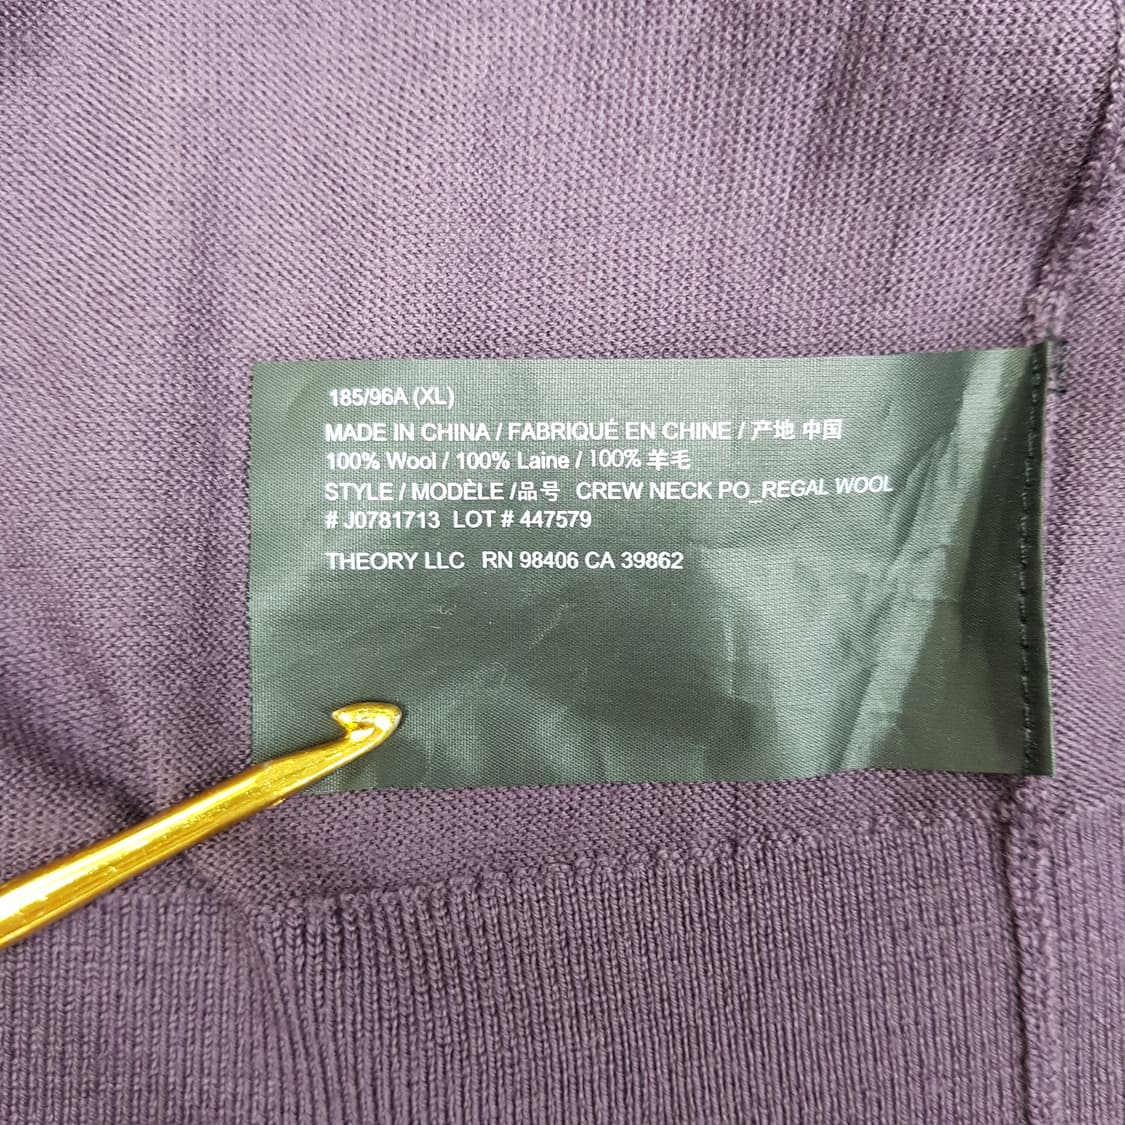 185/96A (XL)
MADE IN CHINA / FABRIQUÉ EN CHINE / 产地 中国
100% Wool / 100% Laine / 100% 羊毛
STYLE / MODÈLE /品号 CREW NECK PO_REGAL WOOL
# J0781713 LOT # 447579
THEORY LLC RN 98406 CA 39862